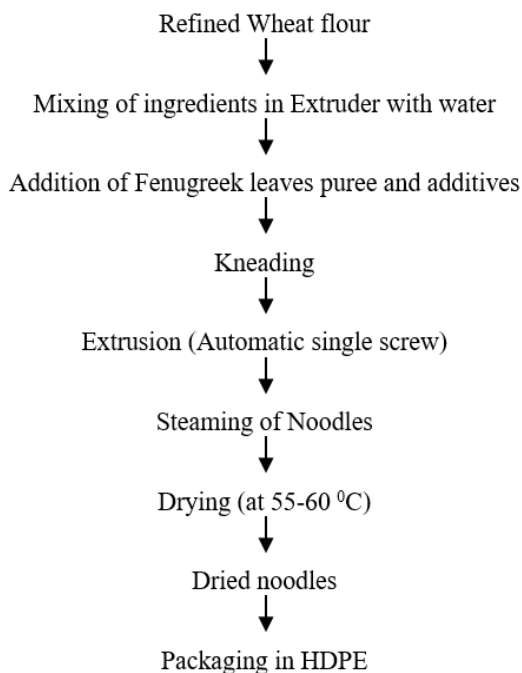 Refined Wheat flour
Mixing of ingredients in Extruder with water
Addition of Fenugreek leaves puree and additives
Kneading
Extrusion (Automatic single screw)
Steaming of Noodles
Drying (at 55-60 ⁰C)
Dried noodles
Packaging in HDPE